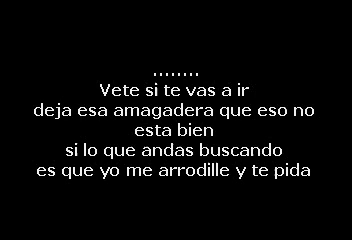 ........
Vete si te vas a ir
deja esa amagadera que eso no
esta bien
si lo que andas buscando
es que yo me arrodille y te pida